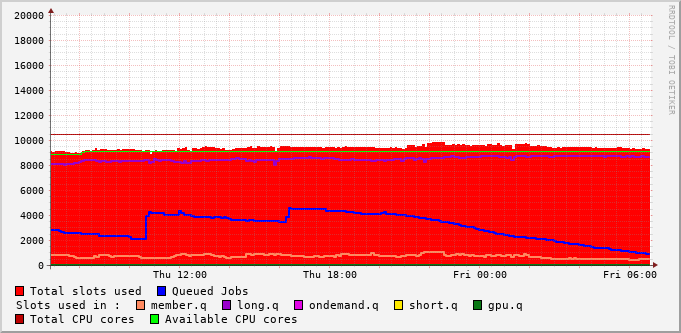 RRDTOOL / TOBI OETIKER
20000
18000
16000
14000
12000
10000
8000
6000
4000
2000
0
Thu 12:00 Thu 18:00 Fri 00:00 Fri 06:00
Total slots used Queued Jobs
Slots used in : member.q long.q ondemand.q short.q gpu.q
Total CPU cores Available CPU cores